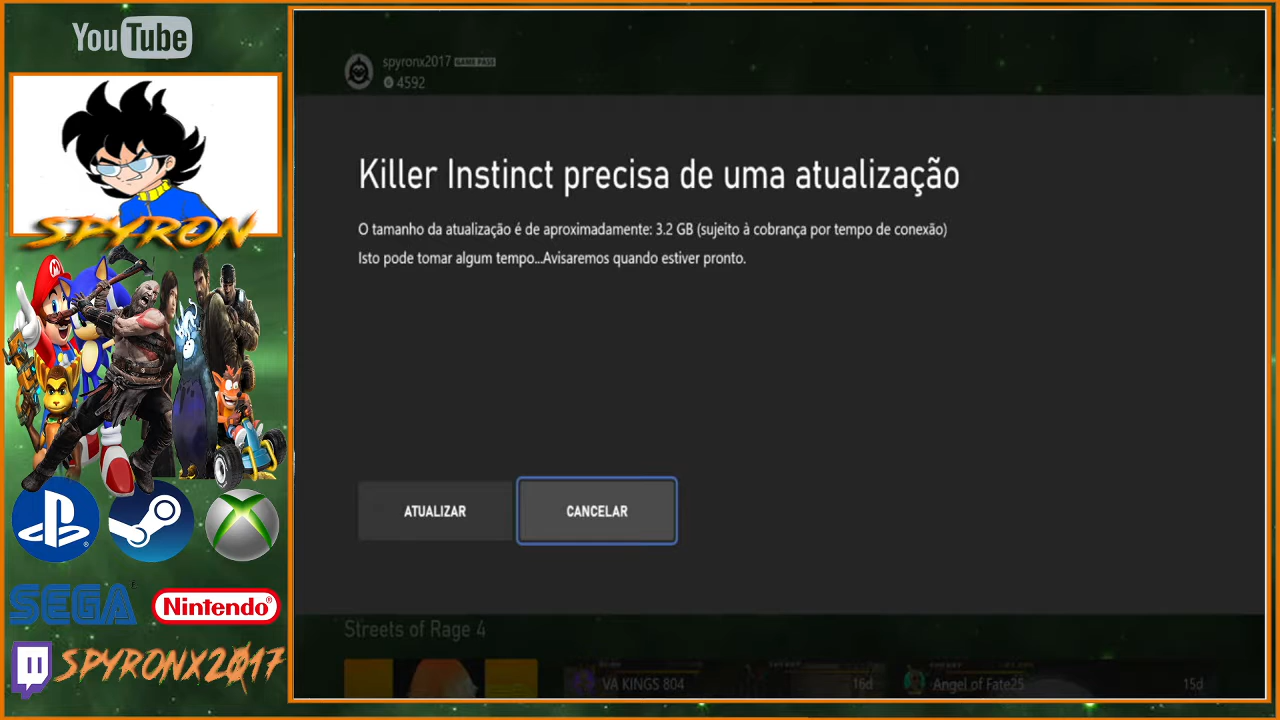 YouTube
SPYRON
SEGA
Nintendo®
SPYRONX2017
spyronx2017 GAME PASS
G 4592
Killer Instinct precisa de uma atualização
O tamanho da atualização é de aproximadamente: 3.2 GB (sujeito à cobrança por tempo de conexão)
Isto pode tomar algum tempo...Avisaremos quando estiver pronto.
ATUALIZAR
CANCELAR
Streets of Rage 4
VA KINGS 804
16d
Angel of Fate25
15d